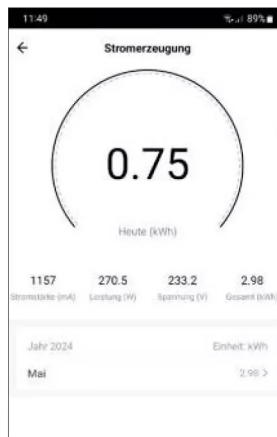 11:49 89%
Stromerzeugung
0.75
Heute (kWh)
1157 270.5 233.2 2.98
Stromstärke (mA) Leistung (W) Spannung (V) Gesamt (kWh)
Jahr 2024 Einheit: kWh
Mai 2.98 >